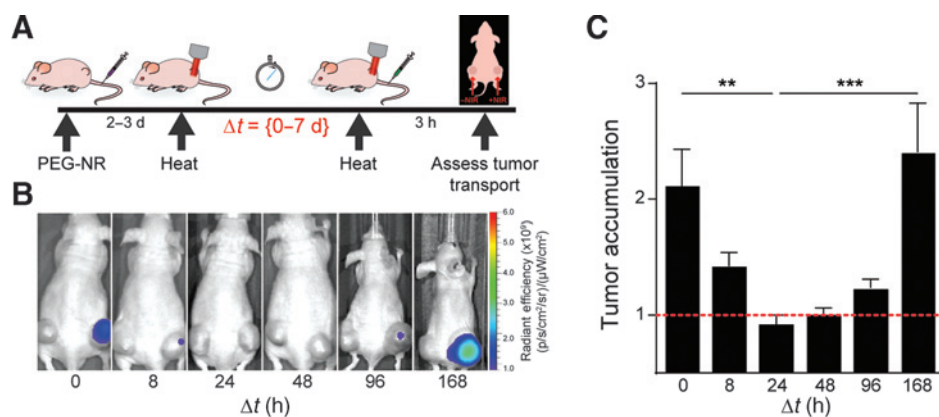 A
–NIR
+NIR
2–3 d
Δt = {0–7 d}
3 h
PEG-NR
Heat
Heat
Assess tumor
transport
B
6.0
5.0
4.0
3.0
2.0
1.0
Radiant efficiency (x10⁹)
(p/s/cm²/sr)/(μW/cm²)
0
8
24
48
96
168
Δt (h)
C
Tumor accumulation
3
2
1
**
***
0
8
24
48
96
168
Δt (h)